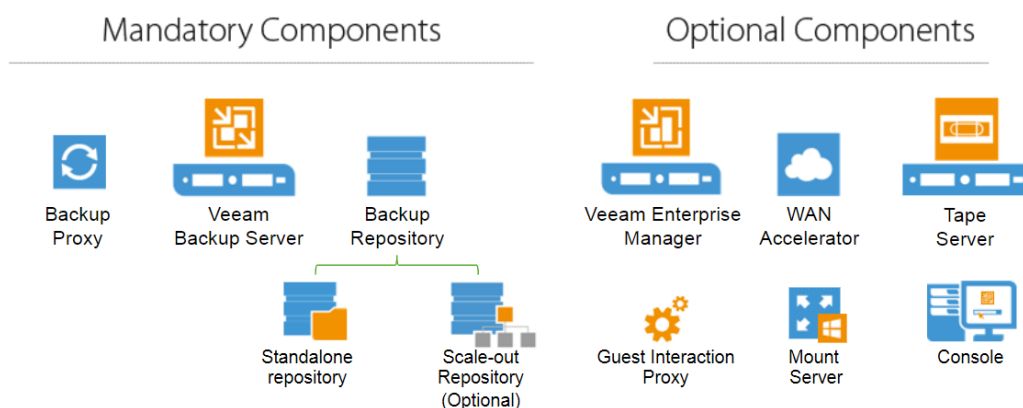 Mandatory Components
Optional Components
Backup
Proxy
Veeam
Backup Server
Backup
Repository
Veeam Enterprise
Manager
WAN
Accelerator
Tape
Server
Standalone
repository
Scale-out
Repository
(Optional)
Guest Interaction
Proxy
Mount
Server
Console